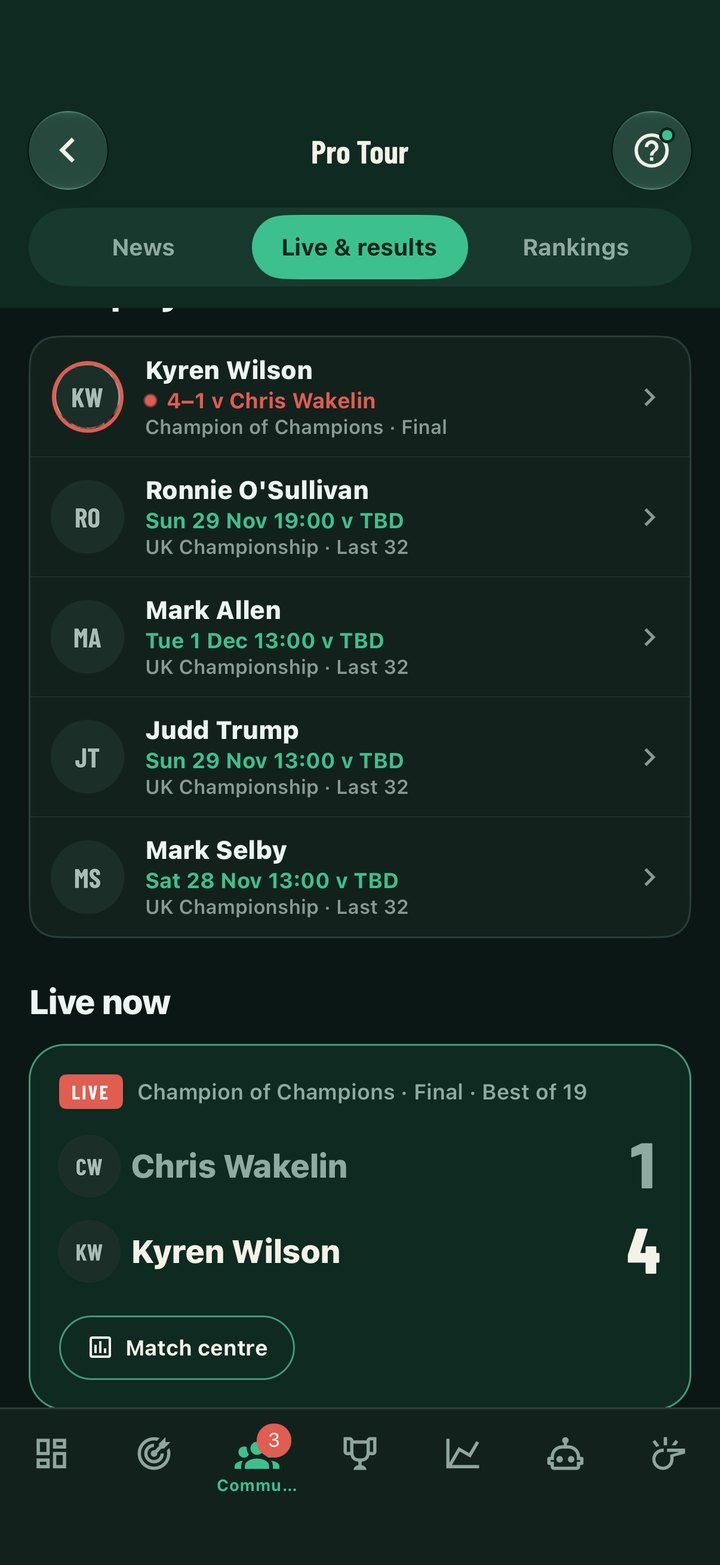 Pro Tour
News
Live & results
Rankings
KW
Kyren Wilson
4–1 v Chris Wakelin
Champion of Champions · Final
RO
Ronnie O'Sullivan
Sun 29 Nov 19:00 v TBD
UK Championship · Last 32
MA
Mark Allen
Tue 1 Dec 13:00 v TBD
UK Championship · Last 32
JT
Judd Trump
Sun 29 Nov 13:00 v TBD
UK Championship · Last 32
MS
Mark Selby
Sat 28 Nov 13:00 v TBD
UK Championship · Last 32
Live now
LIVE Champion of Champions · Final · Best of 19
CW Chris Wakelin 1
KW Kyren Wilson 4
Match centre
3
Commu...